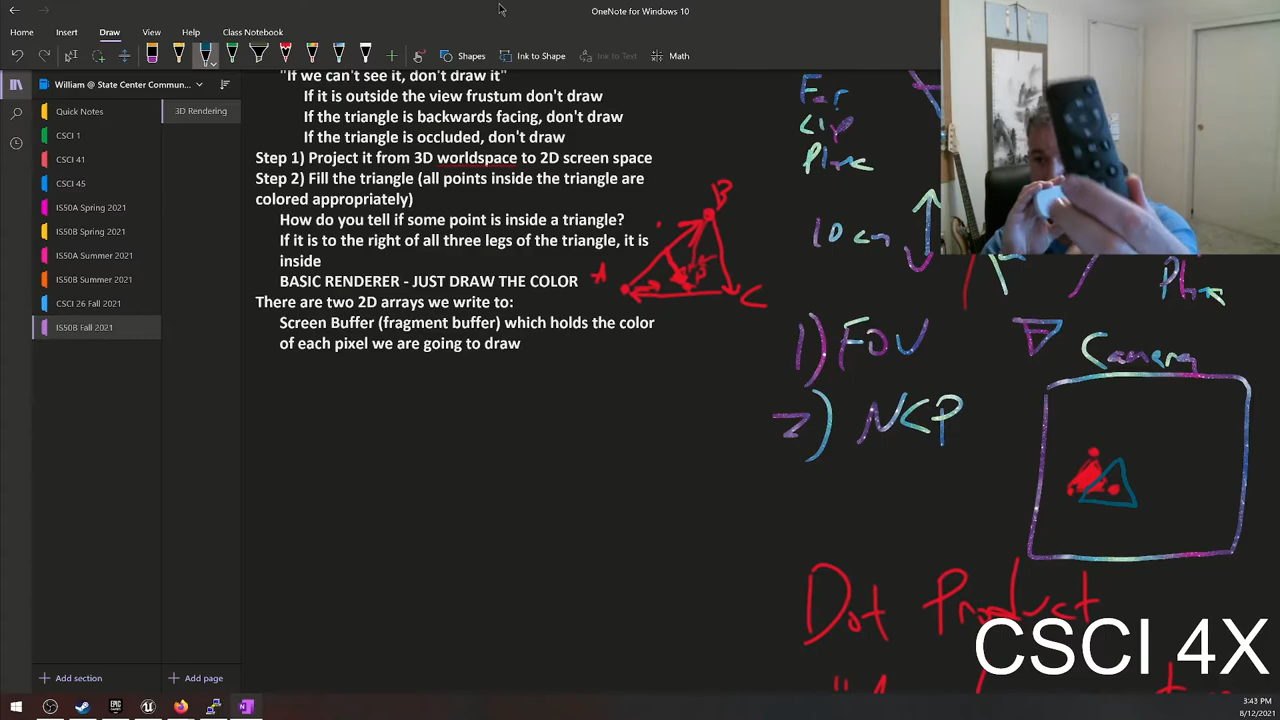 OneNote for Windows 10
Home Insert Draw View Help Class Notebook
Shapes Ink to Shape Ink to Text Math
William @ State Center Commun...
3D Rendering
Quick Notes
CSCI 1
CSCI 41
CSCI 45
IS50A Spring 2021
IS50B Spring 2021
IS50A Summer 2021
IS50B Summer 2021
CSCI 26 Fall 2021
IS50B Fall 2021
Add section
Add page
"If we can't see it, don't draw it"
If it is outside the view frustum don't draw
If the triangle is backwards facing, don't draw
If the triangle is occluded, don't draw
Step 1) Project it from 3D worldspace to 2D screen space
Step 2) Fill the triangle (all points inside the triangle are
colored appropriately)
How do you tell if some point is inside a triangle?
If it is to the right of all three legs of the triangle, it is
inside
BASIC RENDERER - JUST DRAW THE COLOR
There are two 2D arrays we write to:
Screen Buffer (fragment buffer) which holds the color
of each pixel we are going to draw
B
A
C
Far
Clip
Plane
10cm
Plane
1) FOV
Camera
2) NCP
Dot Product
CSCI 4X
3:43 PM
8/12/2021